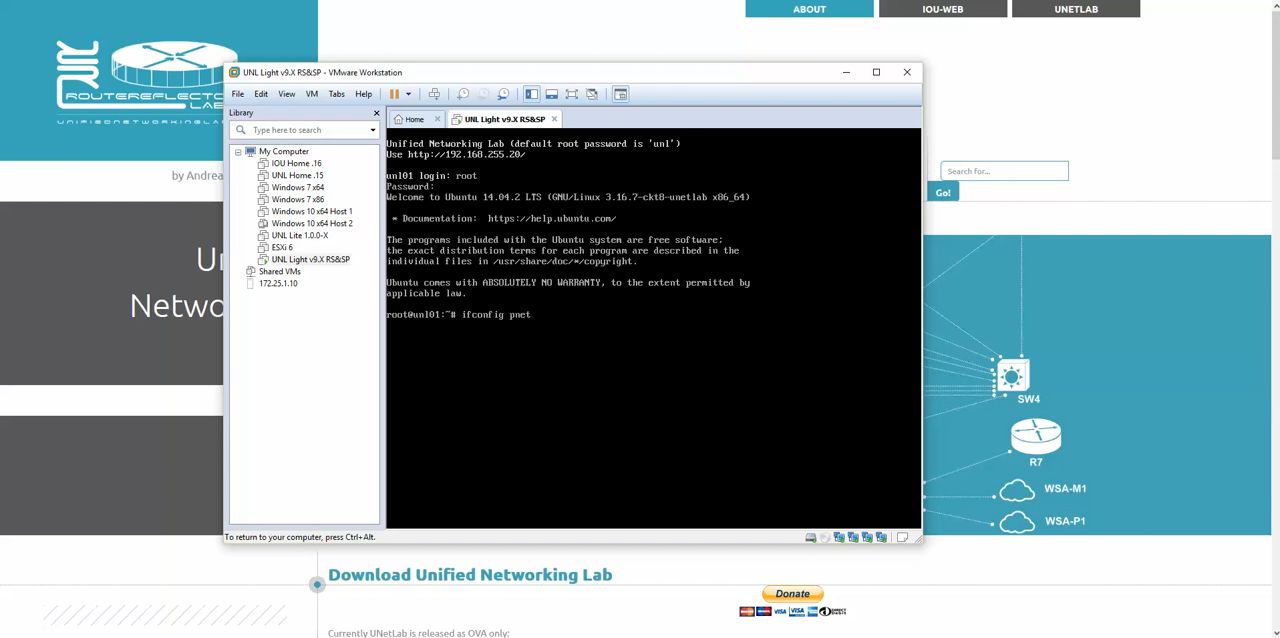 ABOUT
IOU-WEB
UNETLAB
UNL
ROUTEREFLECTOR
LAB
UNIFIEDNETWORKINGLAB
by Andrea
Search for...
Go!
Un
Netwo
UNL Light v9.X RS&SP - VMware Workstation
File Edit View VM Tabs Help
Library
Type here to search
My Computer
IOU Home .16
UNL Home .15
Windows 7 x64
Windows 7 x86
Windows 10 x64 Host 1
Windows 10 x64 Host 2
UNL Lite 1.0.0-X
ESXi 6
UNL Light v9.X RS&SP
Shared VMs
172.25.1.10
Home
UNL Light v9.X RS&SP
Unified Networking Lab (default root password is 'unl')
Use http://192.168.255.20/
unl01 login: root
Password:
Welcome to Ubuntu 14.04.2 LTS (GNU/Linux 3.16.7-ckt8-unetlab x86_64)
* Documentation: https://help.ubuntu.com/
The programs included with the Ubuntu system are free software;
the exact distribution terms for each program are described in the
individual files in /usr/share/doc/*/copyright.
Ubuntu comes with ABSOLUTELY NO WARRANTY, to the extent permitted by
applicable law.
root@unl01:~# ifconfig pnet
To return to your computer, press Ctrl+Alt.
SW4
R7
WSA-M1
WSA-P1
Download Unified Networking Lab
Donate
Currently UNetLab is released as OVA only: